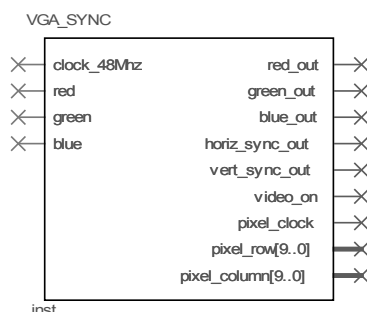 VGA_SYNC
clock_48Mhz red_out
red green_out
green blue_out
blue horiz_sync_out
vert_sync_out
video_on
pixel_clock
pixel_row[9..0]
pixel_column[9..0]
inst